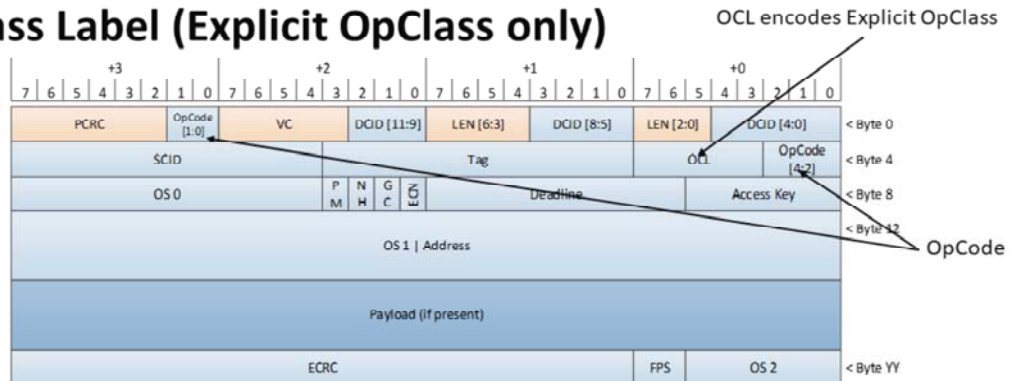 ass Label (Explicit OpClass only)
OCL encodes Explicit OpClass
+3 +2 +1 +0
7 6 5 4 3 2 1 0 7 6 5 4 3 2 1 0 7 6 5 4 3 2 1 0 7 6 5 4 3 2 1 0
PCRC OpCode [1:0] VC DCID [11:9] LEN [6:3] DCID [8:5] LEN [2:0] DCID [4:0] < Byte 0
SCID Tag OCL OpCode [4:2] < Byte 4
OS 0 PM NH GC ECN Deadline Access Key < Byte 8
< Byte 12
OS 1 | Address
OpCode
Payload (if present)
ECRC FPS OS 2 < Byte YY